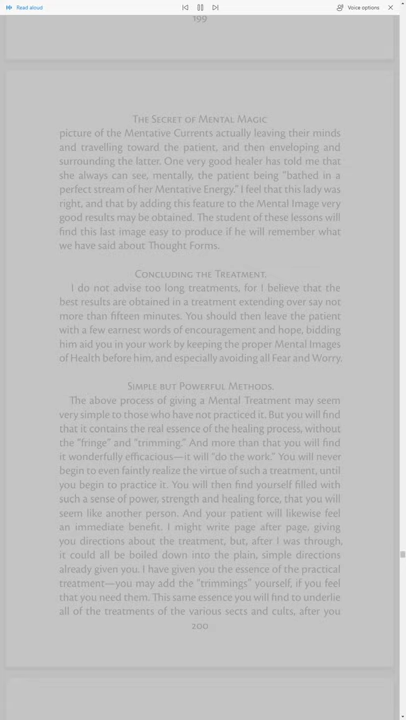 Read aloud
Voice options
199
The Secret of Mental Magic
picture of the Mentative Currents actually leaving their minds
and travelling toward the patient, and then enveloping and
surrounding the latter. One very good healer has told me that
she always can see, mentally, the patient being "bathed in a
perfect stream of her Mentative Energy." I feel that this lady was
right, and that by adding this feature to the Mental Image very
good results may be obtained. The student of these lessons will
find this last image easy to produce if he will remember what
we have said about Thought Forms.
Concluding the Treatment.
I do not advise too long treatments, for I believe that the
best results are obtained in a treatment extending over say not
more than fifteen minutes. You should then leave the patient
with a few earnest words of encouragement and hope, bidding
him aid you in your work by keeping the proper Mental Images
of Health before him, and especially avoiding all Fear and Worry.
Simple but Powerful Methods.
The above process of giving a Mental Treatment may seem
very simple to those who have not practiced it. But you will find
that it contains the real essence of the healing process, without
the "fringe" and "trimming." And more than that you will find
it wonderfully efficacious—it will "do the work." You will never
begin to even faintly realize the virtue of such a treatment, until
you begin to practice it. You will then find yourself filled with
such a sense of power, strength and healing force, that you will
seem like another person. And your patient will likewise feel
an immediate benefit. I might write page after page, giving
you directions about the treatment, but, after I was through,
it could all be boiled down into the plain, simple directions
already given you. I have given you the essence of the practical
treatment—you may add the "trimmings" yourself, if you feel
that you need them. This same essence you will find to underlie
all of the treatments of the various sects and cults, after you
200